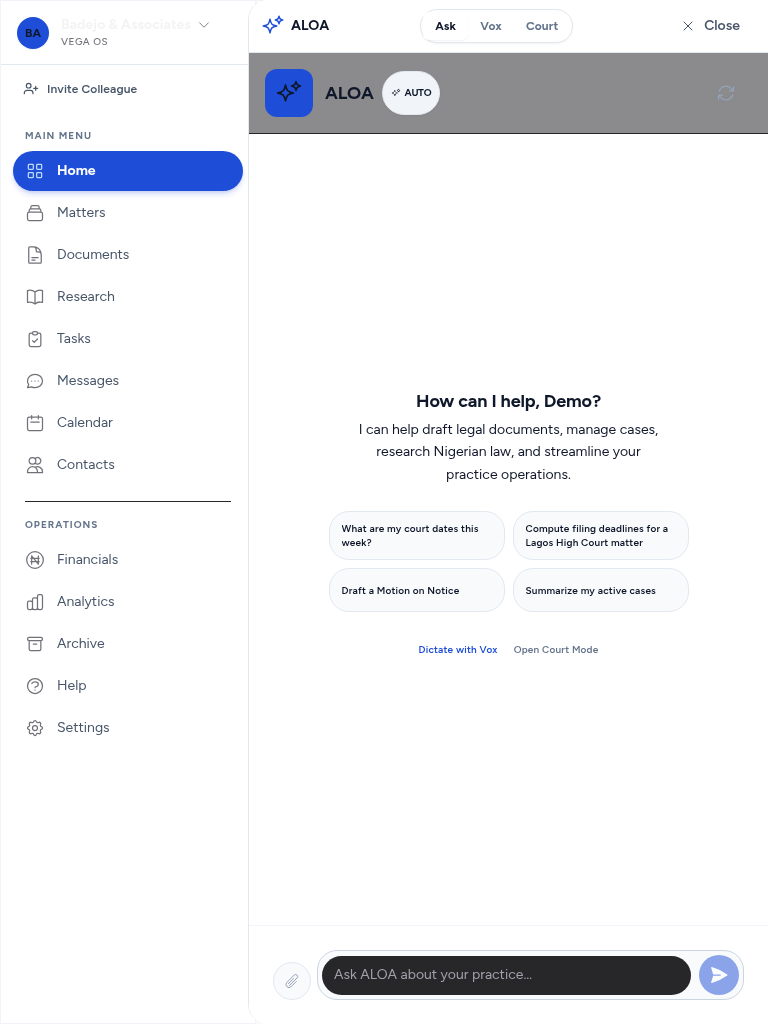 BA
Badejo & Associates
VEGA OS
Invite Colleague
MAIN MENU
Home
Matters
Documents
Research
Tasks
Messages
Calendar
Contacts
OPERATIONS
Financials
Analytics
Archive
Help
Settings
ALOA
Ask
Vox
Court
Close
ALOA
AUTO
How can I help, Demo?
I can help draft legal documents, manage cases,
research Nigerian law, and streamline your
practice operations.
What are my court dates this
week?
Compute filing deadlines for a
Lagos High Court matter
Draft a Motion on Notice
Summarize my active cases
Dictate with Vox
Open Court Mode
Ask ALOA about your practice...